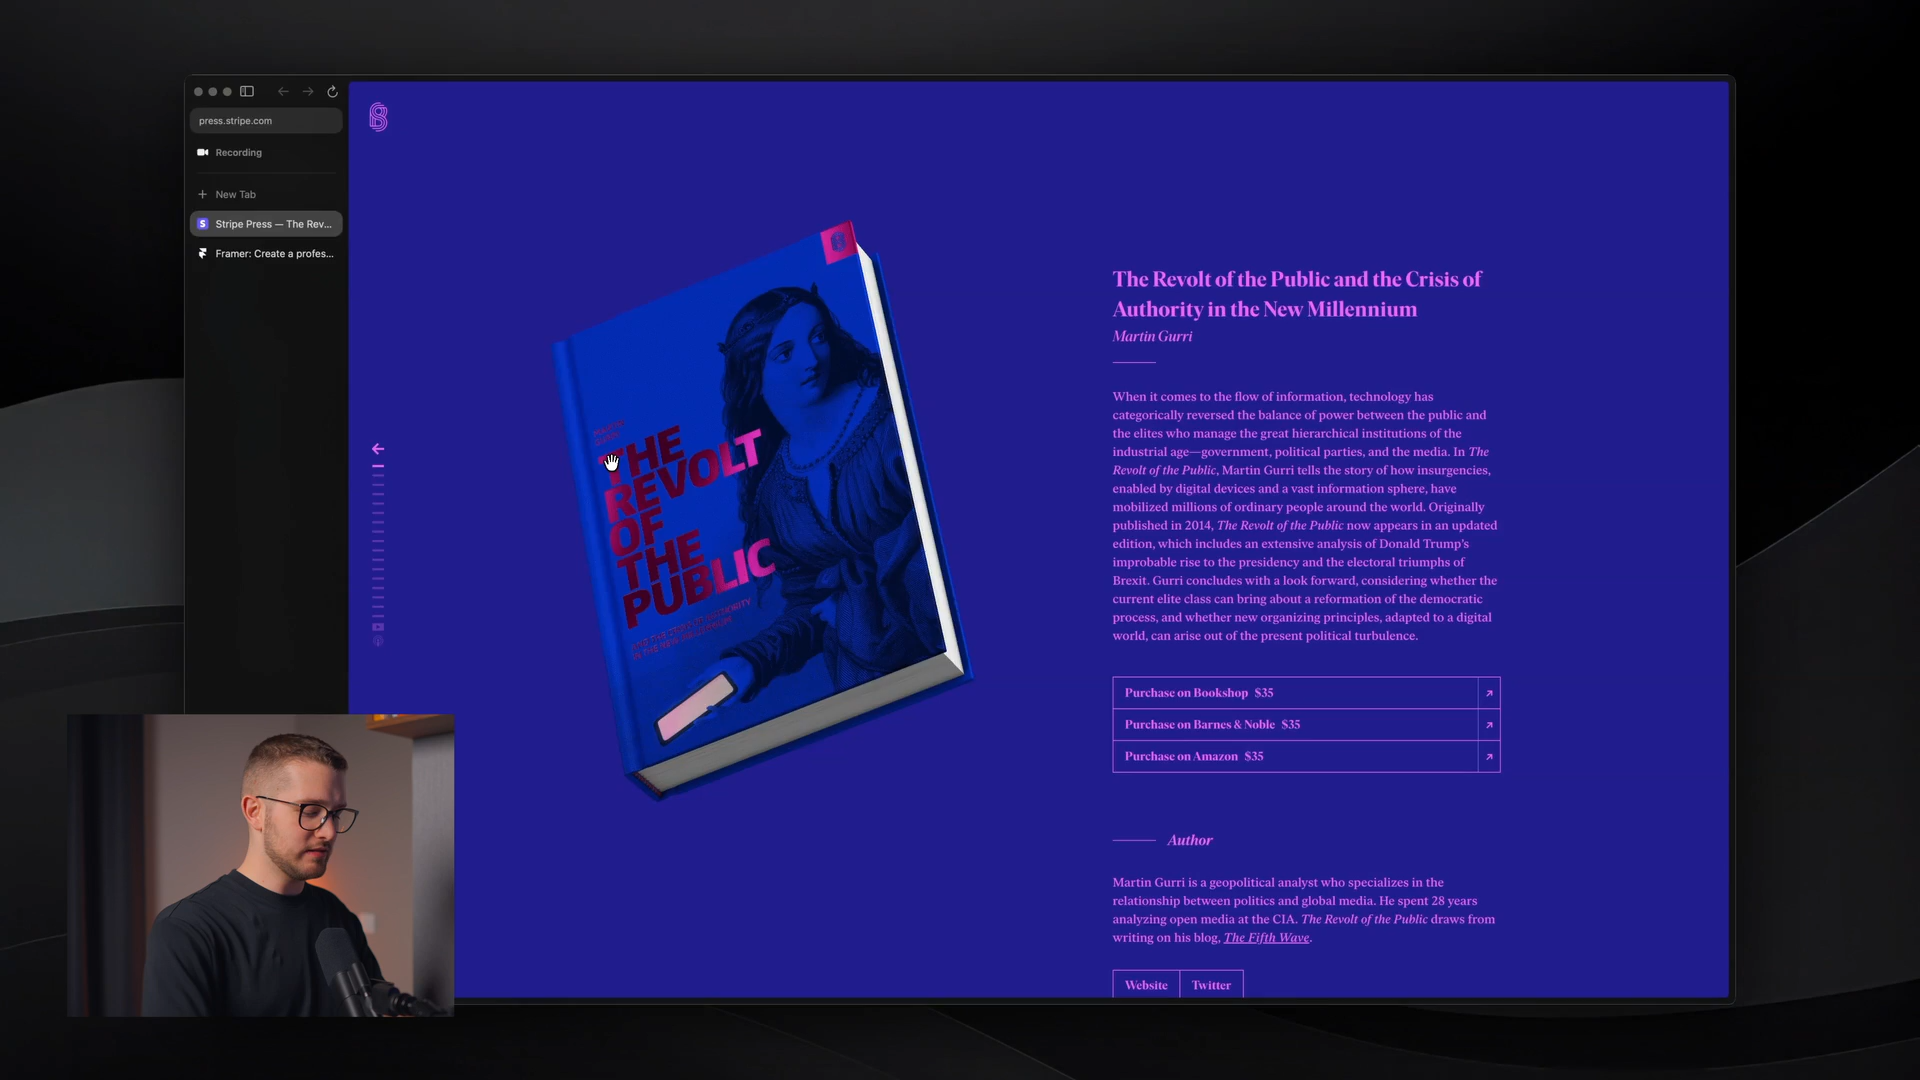 press.stripe.com
Recording
New Tab
Stripe Press — The Rev...
Framer: Create a profes...
THE
REVOLT
OF
THE
PUBLIC
The Revolt of the Public and the Crisis of
Authority in the New Millennium
Martin Gurri
When it comes to the flow of information, technology has
categorically reversed the balance of power between the public and
the elites who manage the great hierarchical institutions of the
industrial age—government, political parties, and the media. In The
Revolt of the Public, Martin Gurri tells the story of how insurgencies,
enabled by digital devices and a vast information sphere, have
mobilized millions of ordinary people around the world. Originally
published in 2014, The Revolt of the Public now appears in an updated
edition, which includes an extensive analysis of Donald Trump’s
improbable rise to the presidency and the electoral triumphs of
Brexit. Gurri concludes with a look forward, considering whether the
current elite class can bring about a reformation of the democratic
process, and whether new organizing principles, adapted to a digital
world, can arise out of the present political turbulence.
Purchase on Bookshop $35
Purchase on Barnes & Noble $35
Purchase on Amazon $35
Author
Martin Gurri is a geopolitical analyst who specializes in the
relationship between politics and global media. He spent 28 years
analyzing open media at the CIA. The Revolt of the Public draws from
writing on his blog, The Fifth Wave.
Website
Twitter